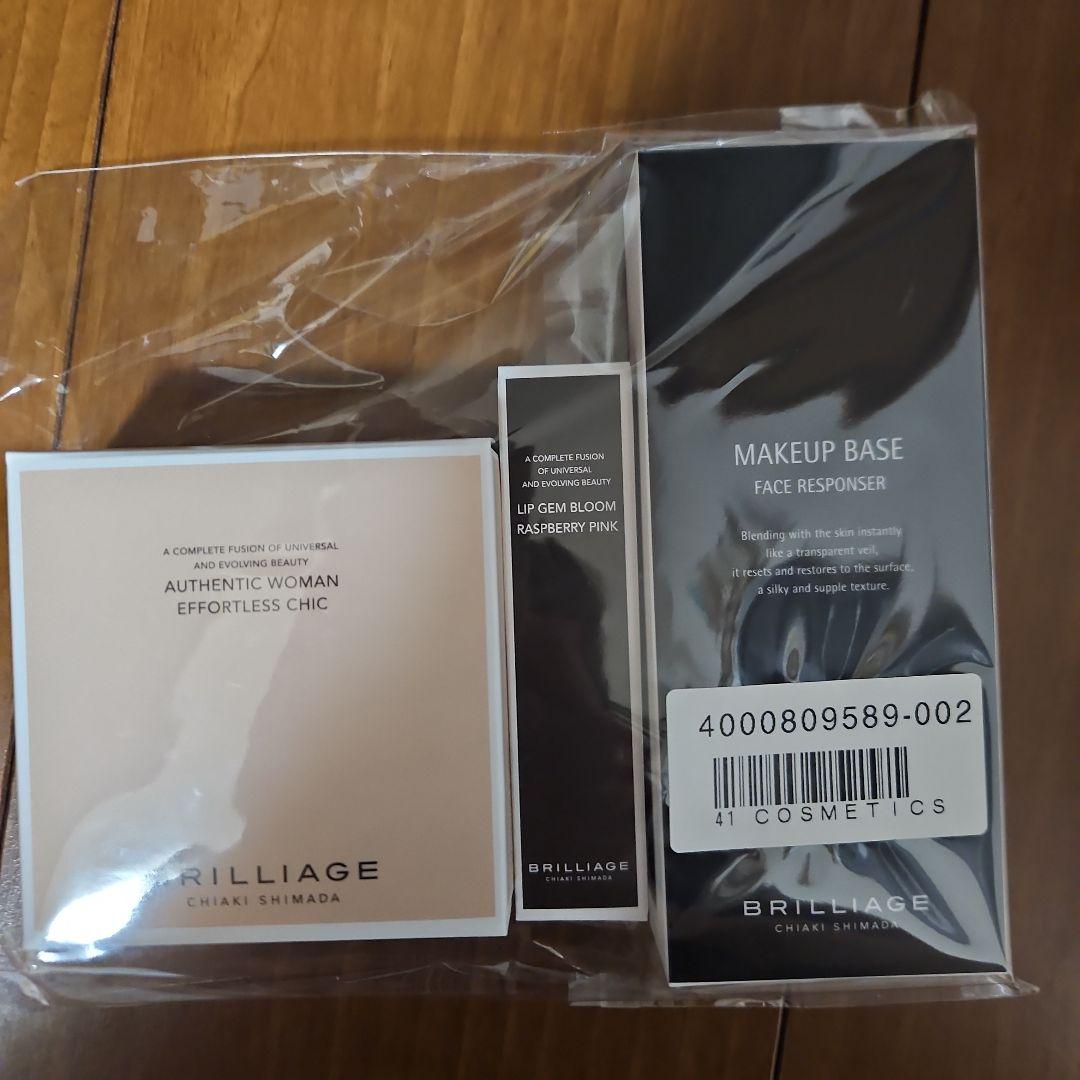 A COMPLETE FUSION OF UNIVERSAL
AND EVOLVING BEAUTY
AUTHENTIC WOMAN
EFFORTLESS CHIC
BRILLIAGE
CHIAKI SHIMADA
A COMPLETE FUSION
OF UNIVERSAL
AND EVOLVING BEAUTY
LIP GEM BLOOM
RASPBERRY PINK
BRILLIAGE
CHIAKI SHIMADA
MAKEUP BASE
FACE RESPONSER
Blending with the skin instantly
like a transparent veil,
it resets and restores to the surface,
a silky and supple texture.
4000809589-002
41 COSMETICS
BRILLIAGE
CHIAKI SHIMADA